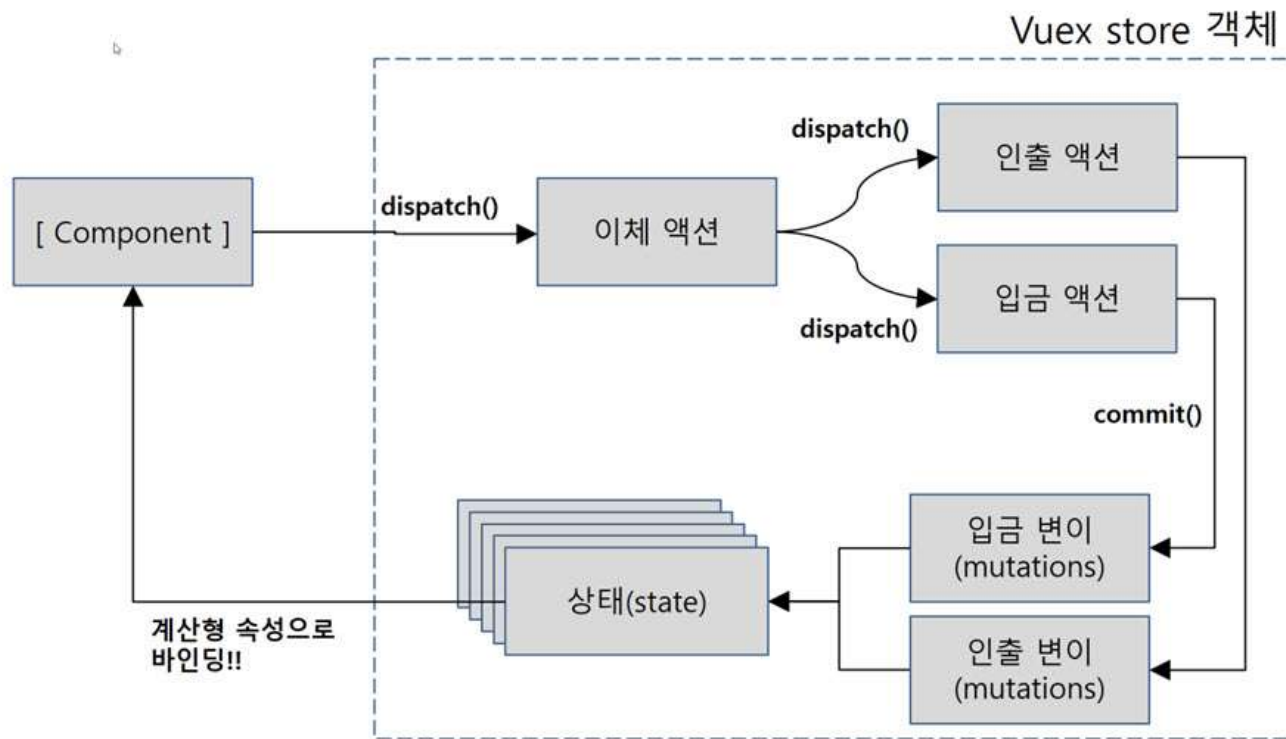 Vuex store 객체
dispatch()
인출 액션
[ Component ]
dispatch()
이체 액션
입금 액션
dispatch()
commit()
입금 변이
(mutations)
상태(state)
계산형 속성으로
바인딩!!
인출 변이
(mutations)